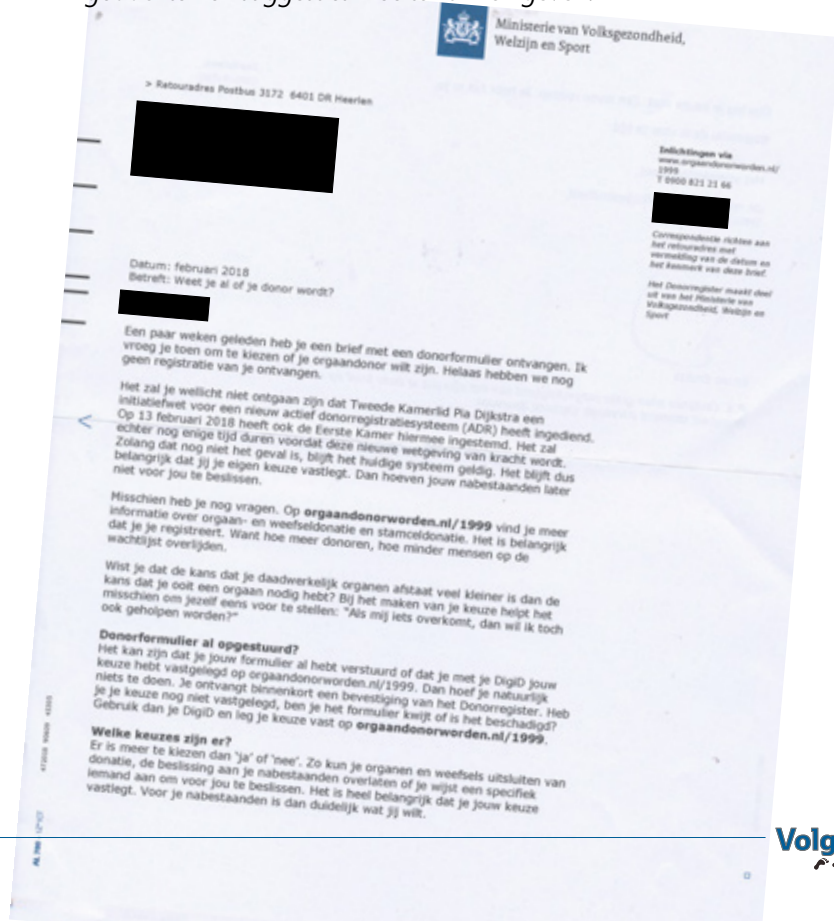 Ministerie van Volksgezondheid,
Welzijn en Sport
> Retouradres Postbus 3172 6401 DR Heerlen
Inlichtingen via
www.orgaandonorworden.nl/
1999
T 0900 821 21 66
Correspondentie richten aan
het retouradres met
vermelding van de datum en
het kenmerk van deze brief.
Het Donorregister maakt deel
uit van het Ministerie van
Volksgezondheid, Welzijn en
Sport
Datum: februari 2018
Betreft: Weet je al of je donor wordt?
Een paar weken geleden heb je een brief met een donorformulier ontvangen. Ik
vroeg je toen om te kiezen of je orgaandonor wilt zijn. Helaas hebben we nog
geen registratie van je ontvangen.
Het zal je wellicht niet ontgaan zijn dat Tweede Kamerlid Pia Dijkstra een
initiatiefwet voor een nieuw actief donorregistratiesysteem (ADR) heeft ingediend.
Op 13 februari 2018 heeft ook de Eerste Kamer hiermee ingestemd. Het zal
echter nog enige tijd duren voordat deze nieuwe wetgeving van kracht wordt.
Zolang dat nog niet het geval is, blijft het huidige systeem geldig. Het blijft dus
belangrijk dat jij je eigen keuze vastlegt. Dan hoeven jouw nabestaanden later
niet voor jou te beslissen.
Misschien heb je nog vragen. Op orgaandonorworden.nl/1999 vind je meer
informatie over orgaan- en weefseldonatie en stamceldonatie. Het is belangrijk
dat je je registreert. Want hoe meer donoren, hoe minder mensen op de
wachtlijst overlijden.
Wist je dat de kans dat je daadwerkelijk organen afstaat veel kleiner is dan de
kans dat je ooit een orgaan nodig hebt? Bij het maken van je keuze helpt het
misschien om jezelf eens voor te stellen: "Als mij iets overkomt, dan wil ik toch
ook geholpen worden?"
Donorformulier al opgestuurd?
Het kan zijn dat je jouw formulier al hebt verstuurd of dat je met je DigiD jouw
keuze hebt vastgelegd op orgaandonorworden.nl/1999. Dan hoef je natuurlijk
niets te doen. Je ontvangt binnenkort een bevestiging van het Donorregister. Heb
je je keuze nog niet vastgelegd, ben je het formulier kwijt of is het beschadigd?
Gebruik dan je DigiD en leg je keuze vast op orgaandonorworden.nl/1999.
Welke keuzes zijn er?
Er is meer te kiezen dan 'ja' of 'nee'. Zo kun je organen en weefsels uitsluiten van
donatie, de beslissing aan je nabestaanden overlaten of je wijst een specifiek
iemand aan om voor jou te beslissen. Het is heel belangrijk dat je jouw keuze
vastlegt. Voor je nabestaanden is dan duidelijk wat jij wilt.
Volg